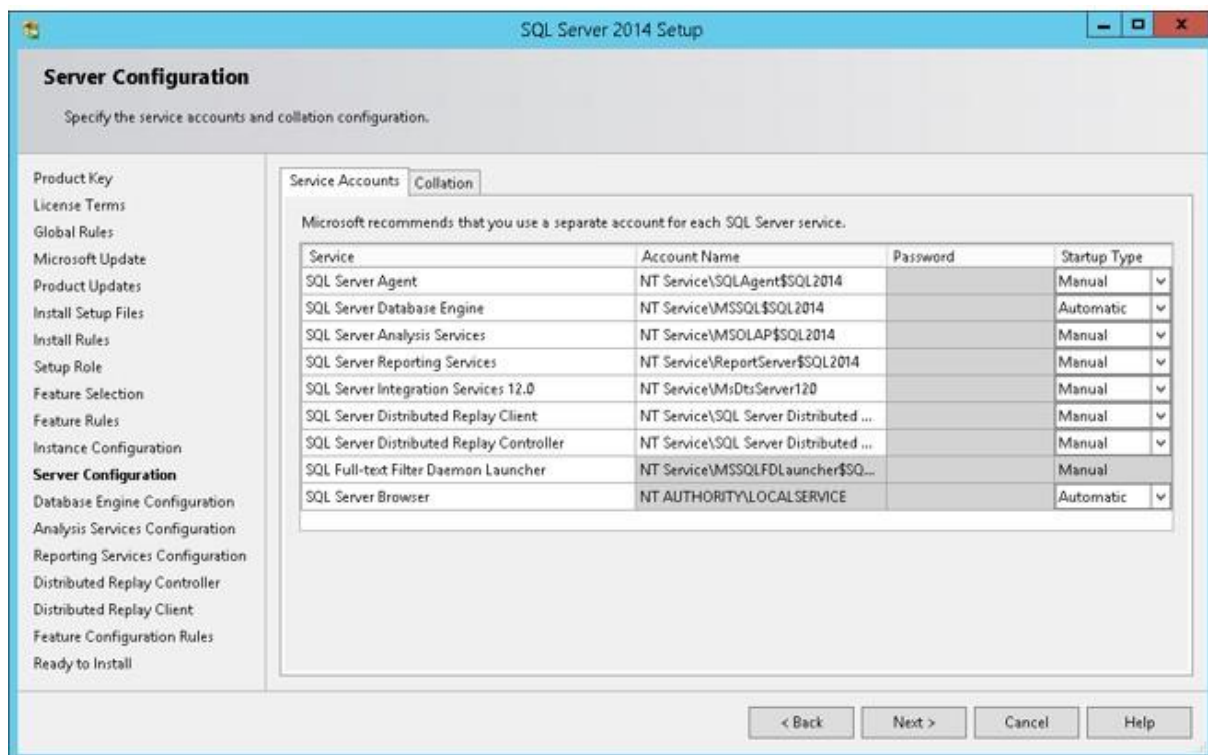 SQL Server 2014 Setup
Server Configuration
Specify the service accounts and collation configuration.
Product Key
License Terms
Global Rules
Microsoft Update
Product Updates
Install Setup Files
Install Rules
Setup Role
Feature Selection
Feature Rules
Instance Configuration
Server Configuration
Database Engine Configuration
Analysis Services Configuration
Reporting Services Configuration
Distributed Replay Controller
Distributed Replay Client
Feature Configuration Rules
Ready to Install
Service Accounts Collation
Microsoft recommends that you use a separate account for each SQL Server service.
Service Account Name Password Startup Type
SQL Server Agent NT Service\SQLAgent$SQL2014 Manual
SQL Server Database Engine NT Service\MSSQL$SQL2014 Automatic
SQL Server Analysis Services NT Service\MSOLAP$SQL2014 Manual
SQL Server Reporting Services NT Service\ReportServer$SQL2014 Manual
SQL Server Integration Services 12.0 NT Service\MsDtsServer120 Manual
SQL Server Distributed Replay Client NT Service\SQL Server Distributed ... Manual
SQL Server Distributed Replay Controller NT Service\SQL Server Distributed ... Manual
SQL Full-text Filter Daemon Launcher NT Service\MSSQLFDLauncher$SQ... Manual
SQL Server Browser NT AUTHORITY\LOCALSERVICE Automatic
< Back Next > Cancel Help